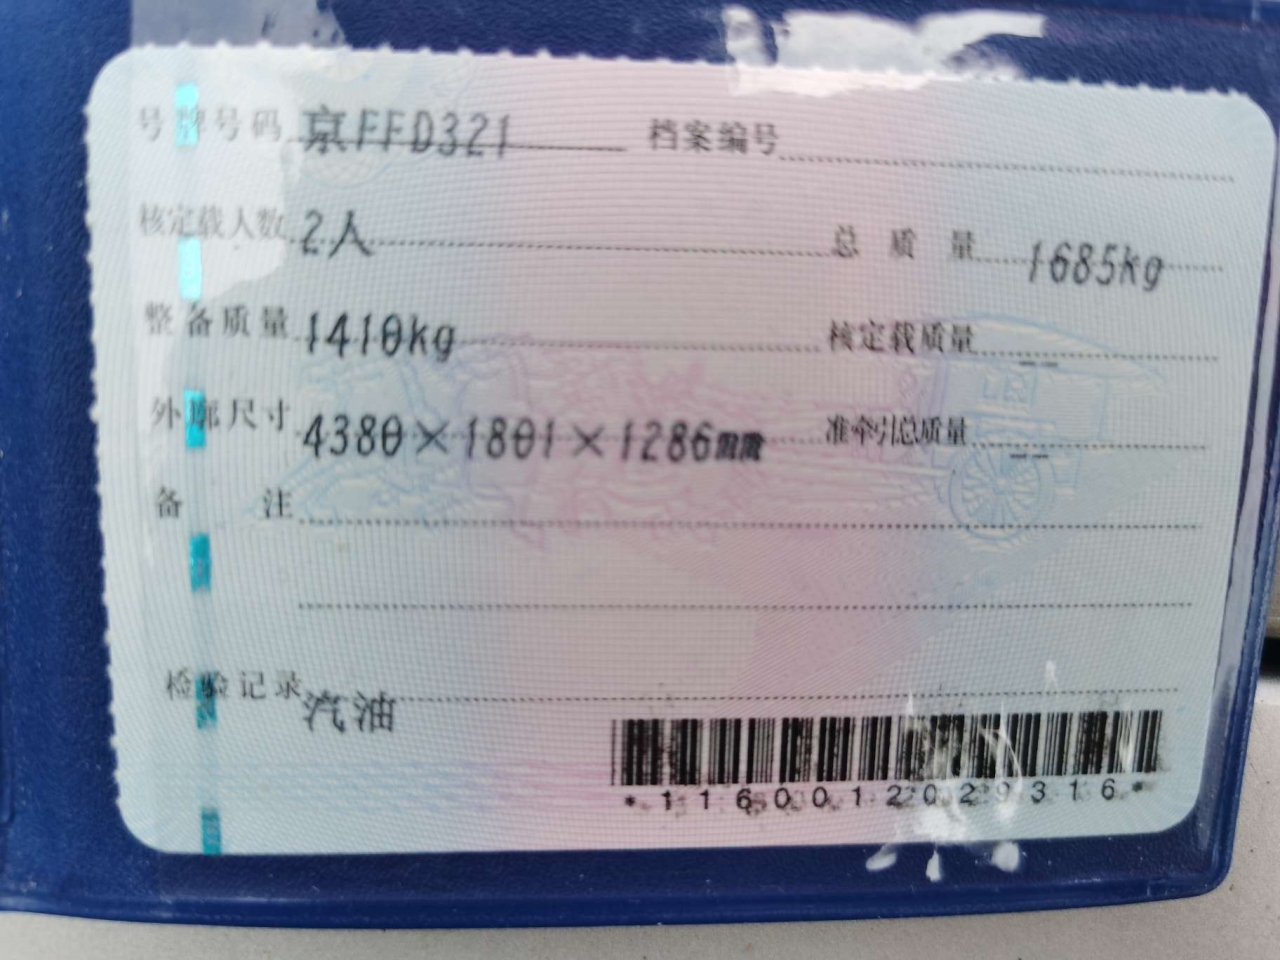 号牌号码 京FFD321 档案编号
核定载人数 2人 总质量 1685kg
整备质量 1410kg 核定载质量 --
外廓尺寸 4380×1801×1286mm 准牵引总质量 --
备注
检验记录 汽油
*1160012029316*